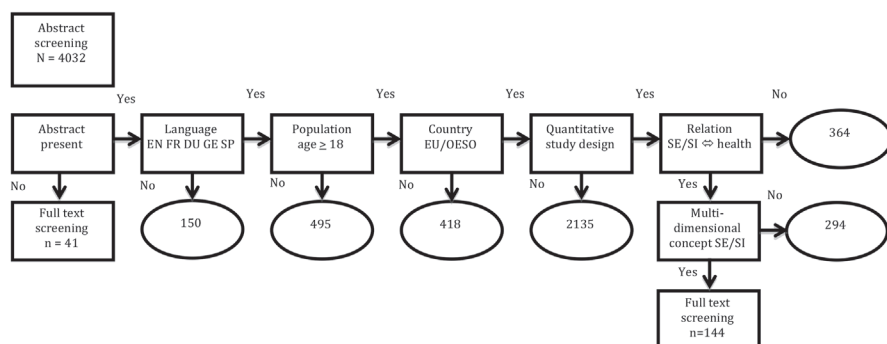 Abstract
screening
N = 4032
Yes
Yes
Yes
Yes
Yes
No
Abstract
present
Language
EN FR DU GE SP
Population
age ≥ 18
Country
EU/OESO
Quantitative
study design
Relation
SE/SI ⇔ health
364
No
No
No
No
No
Yes
Full text
screening
n = 41
150
495
418
2135
Multi-
dimensional
concept SE/SI
No
294
Yes
Full text
screening
n=144